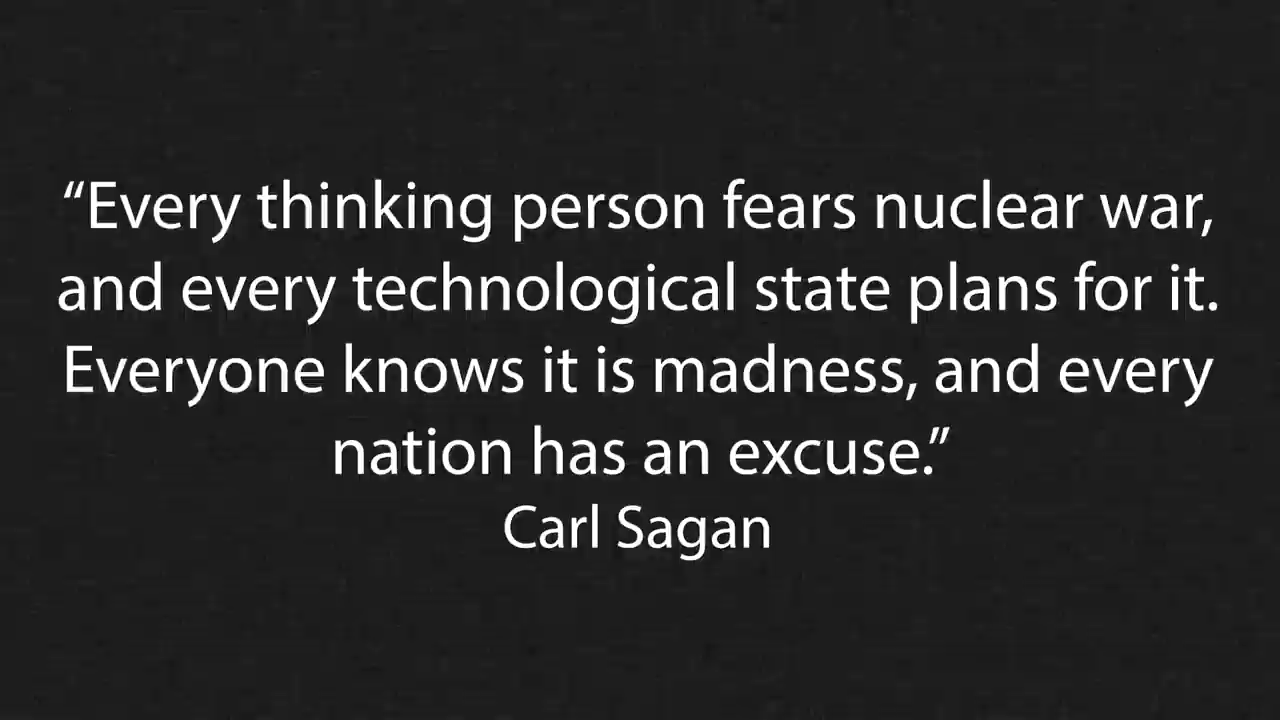 “Every thinking person fears nuclear war,
and every technological state plans for it.
Everyone knows it is madness, and every
nation has an excuse.”
Carl Sagan